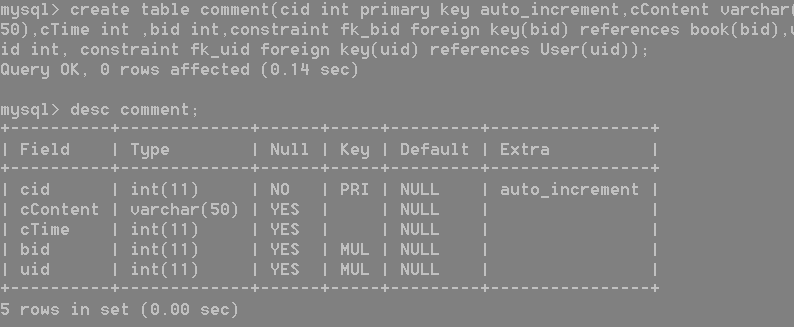 mysql> create table comment(cid int primary key auto_increment,cContent varchar(
50),cTime int ,bid int,constraint fk_bid foreign key(bid) references book(bid),u
id int, constraint fk_uid foreign key(uid) references User(uid));
Query OK, 0 rows affected (0.14 sec)

mysql> desc comment;
+----------+-------------+------+-----+---------+----------------+
| Field    | Type        | Null | Key | Default | Extra          |
+----------+-------------+------+-----+---------+----------------+
| cid      | int(11)     | NO   | PRI | NULL    | auto_increment |
| cContent | varchar(50) | YES  |     | NULL    |                |
| cTime    | int(11)     | YES  |     | NULL    |                |
| bid      | int(11)     | YES  | MUL | NULL    |                |
| uid      | int(11)     | YES  | MUL | NULL    |                |
+----------+-------------+------+-----+---------+----------------+
5 rows in set (0.00 sec)